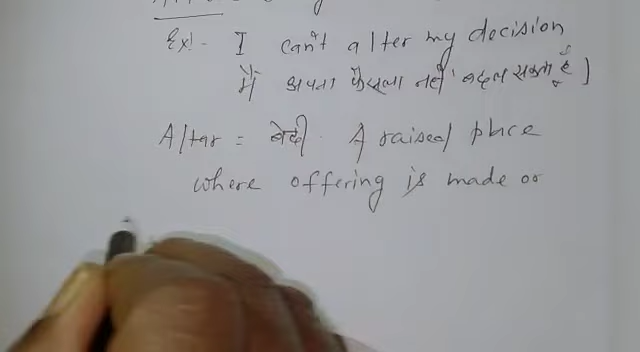 Ex:- I can't alter my decision
मैं अपना फैसला नहीं बदल सकता हूँ ]
Altar = वेदी. A raised place
where offering is made or